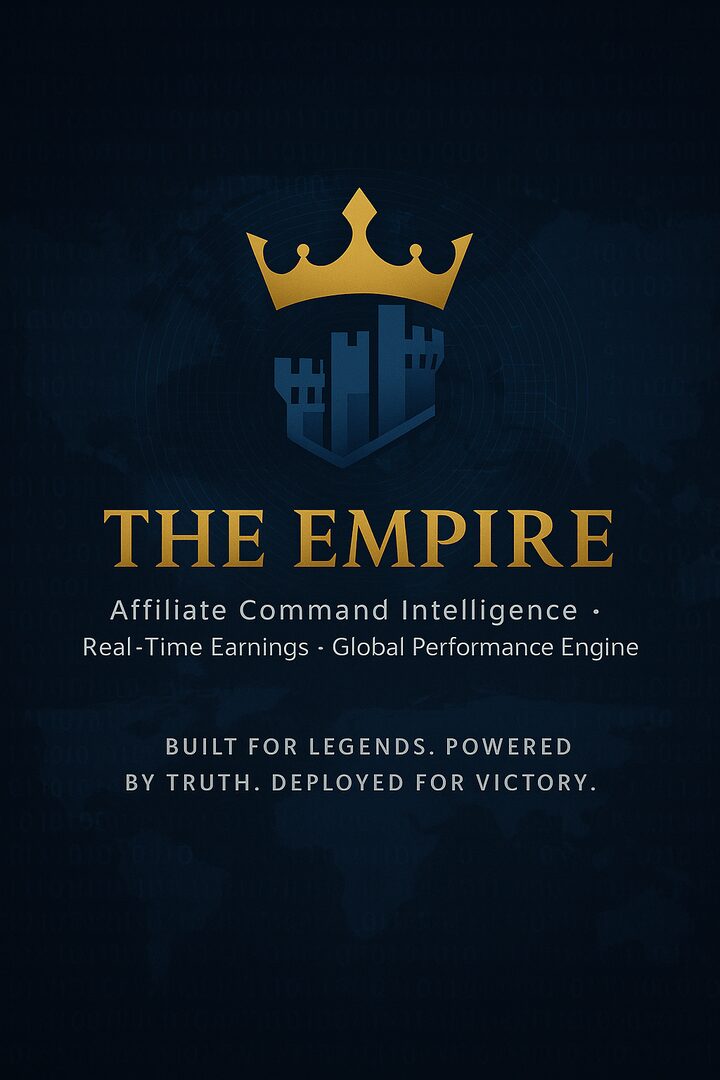 THE EMPIRE
Affiliate Command Intelligence •
Real-Time Earnings • Global Performance Engine
BUILT FOR LEGENDS. POWERED
BY TRUTH. DEPLOYED FOR VICTORY.